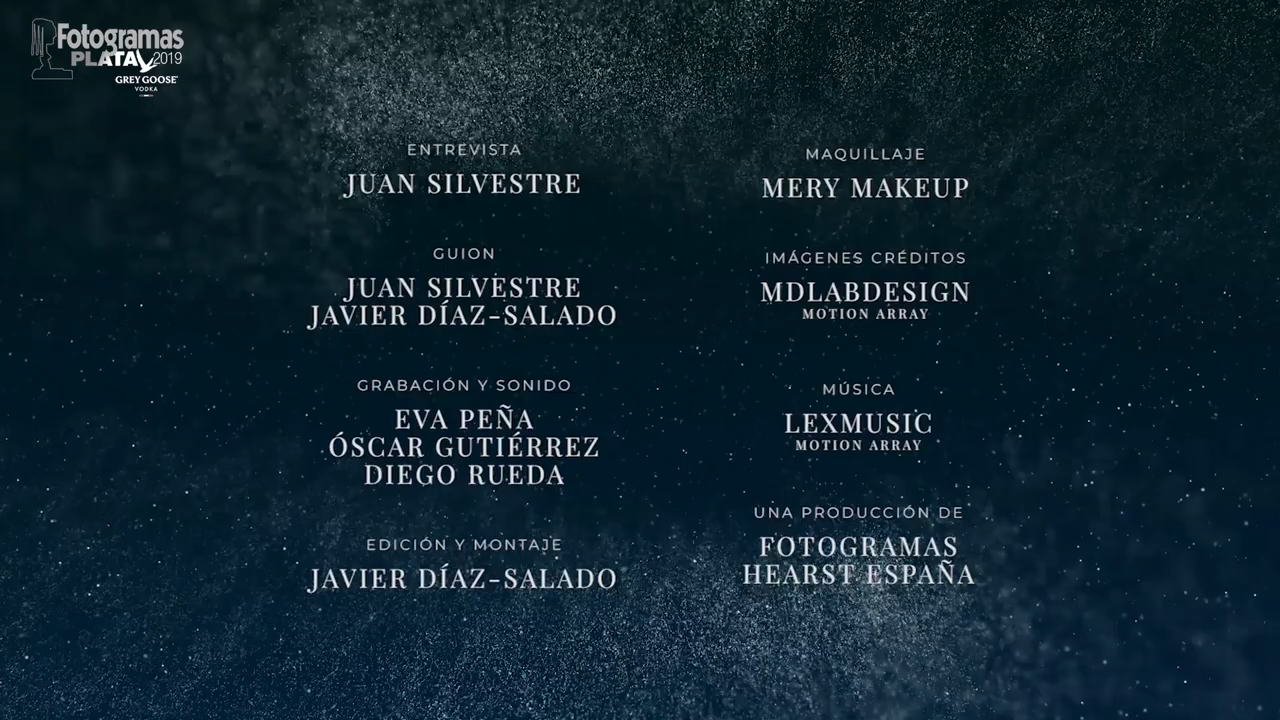 Fotogramas
PLATA 2019
GREY GOOSE
VODKA
ENTREVISTA
JUAN SILVESTRE
GUION
JUAN SILVESTRE
JAVIER DÍAZ-SALADO
GRABACIÓN Y SONIDO
EVA PEÑA
ÓSCAR GUTIÉRREZ
DIEGO RUEDA
EDICIÓN Y MONTAJE
JAVIER DÍAZ-SALADO
MAQUILLAJE
MERY MAKEUP
IMÁGENES CRÉDITOS
MDLABDESIGN
MOTION ARRAY
MÚSICA
LEXMUSIC
MOTION ARRAY
UNA PRODUCCIÓN DE
FOTOGRAMAS
HEARST ESPAÑA